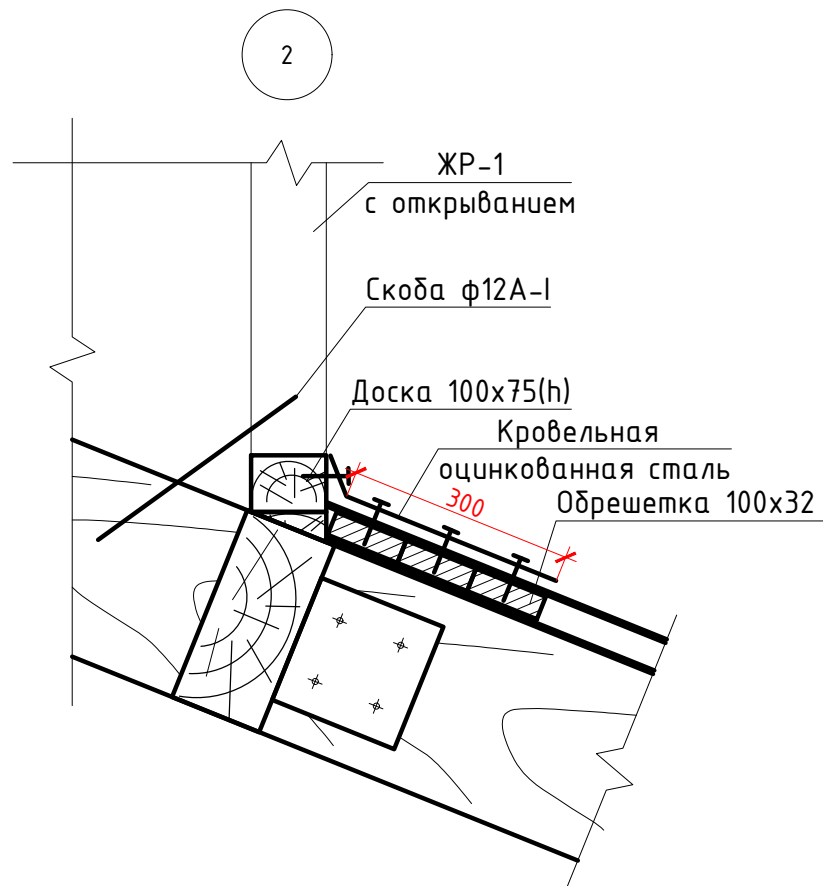 2
ЖР-1
с открыванием
Скоба ф12А-I
Доска 100х75(h)
Кровельная
оцинкованная сталь
300
Обрешетка 100х32